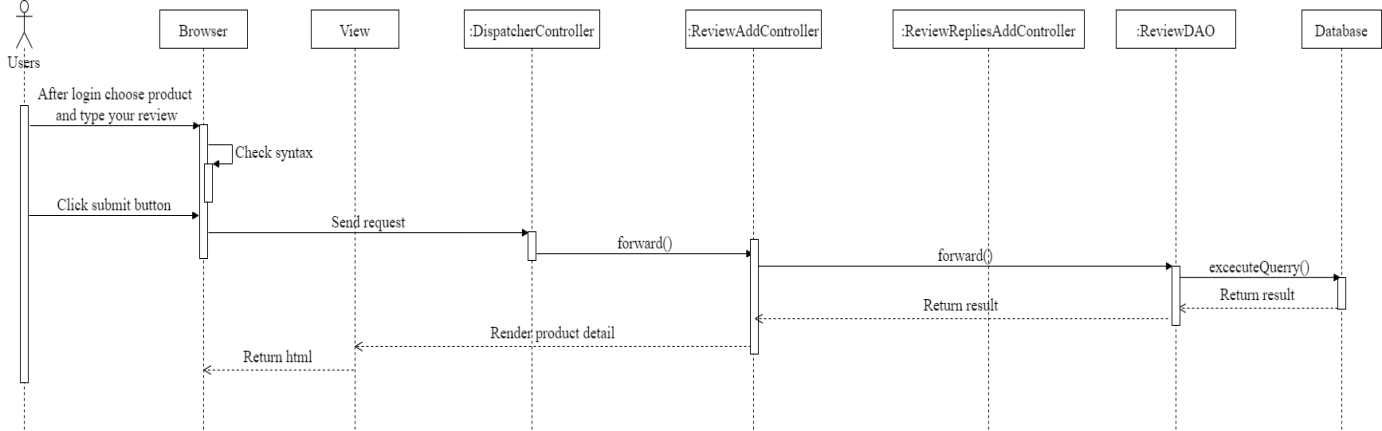 Users
Browser
View
:DispatcherController
:ReviewAddController
:ReviewRepliesAddController
:ReviewDAO
Database
After login choose product
and type your review
Check syntax
Click submit button
Send request
forward()
forward()
excecuteQuerry()
Return result
Return result
Render product detail
Return html